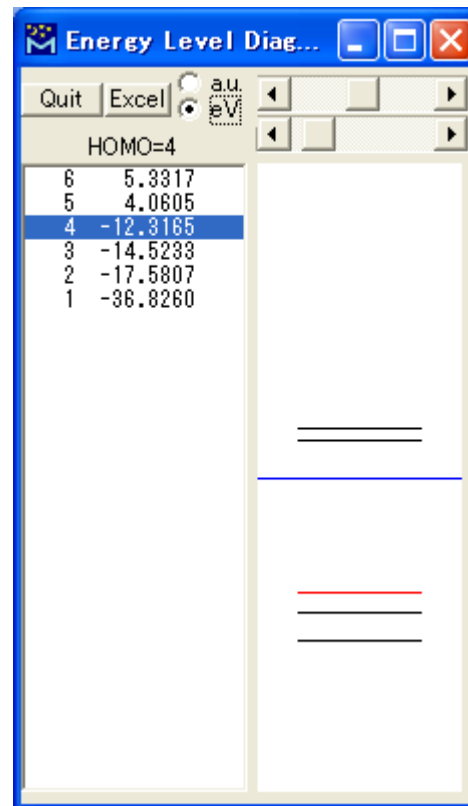 Energy Level Diag...
Quit Excel a.u.
eV
HOMO=4
6 5.3317
5 4.0605
4 -12.3165
3 -14.5233
2 -17.5807
1 -36.8260